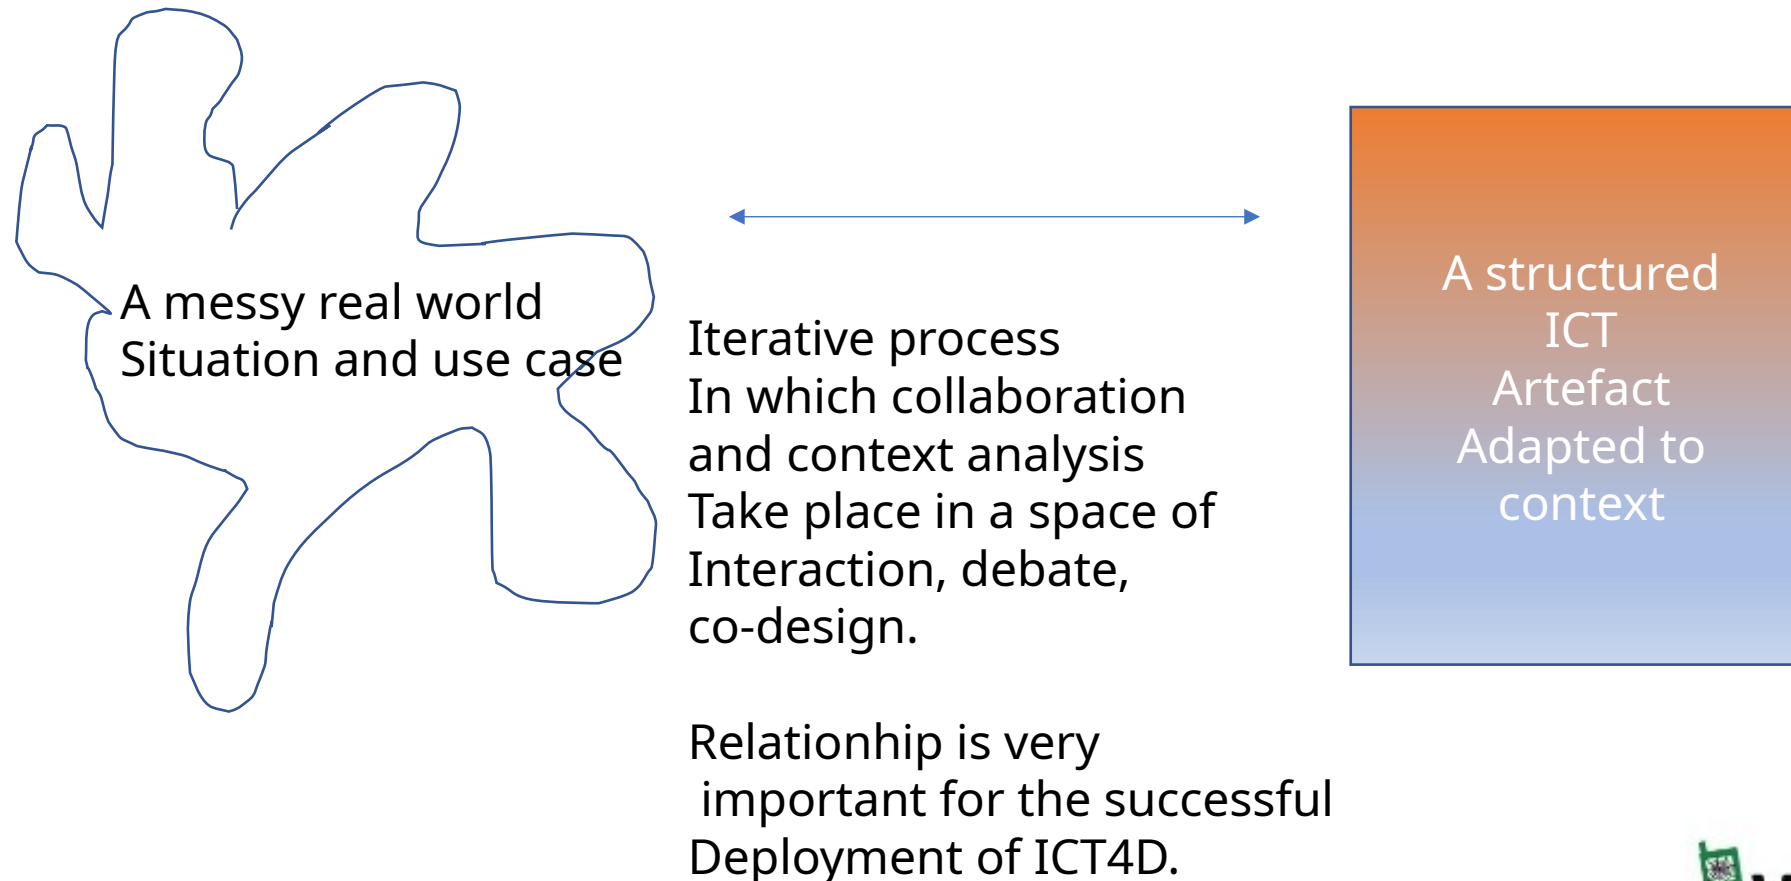 A messy real world
Situation and use case
Iterative process
In which collaboration
and context analysis
Take place in a space of
Interaction, debate,
co-design.
Relationhip is very
important for the successful
Deployment of ICT4D.
A structured
ICT
Artefact
Adapted to
context